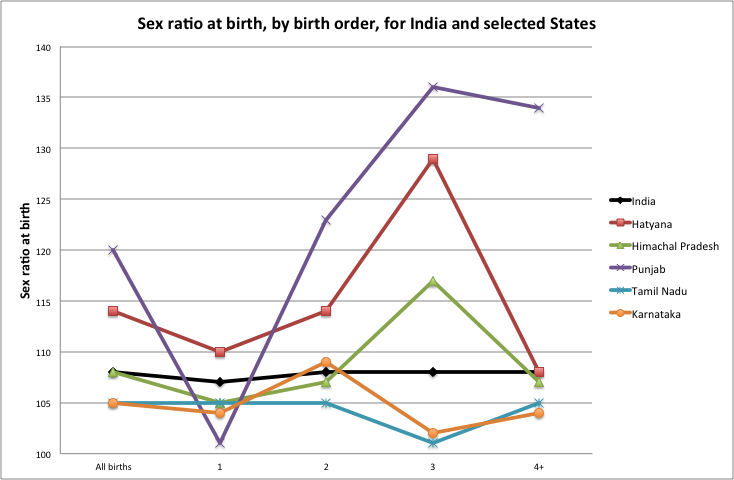 Sex ratio at birth, by birth order, for India and selected States
140
135
130
125
120
115
110
105
100
Sex ratio at birth
All births 1 2 3 4+
India
Hatyana
Himachal Pradesh
Punjab
Tamil Nadu
Karnataka